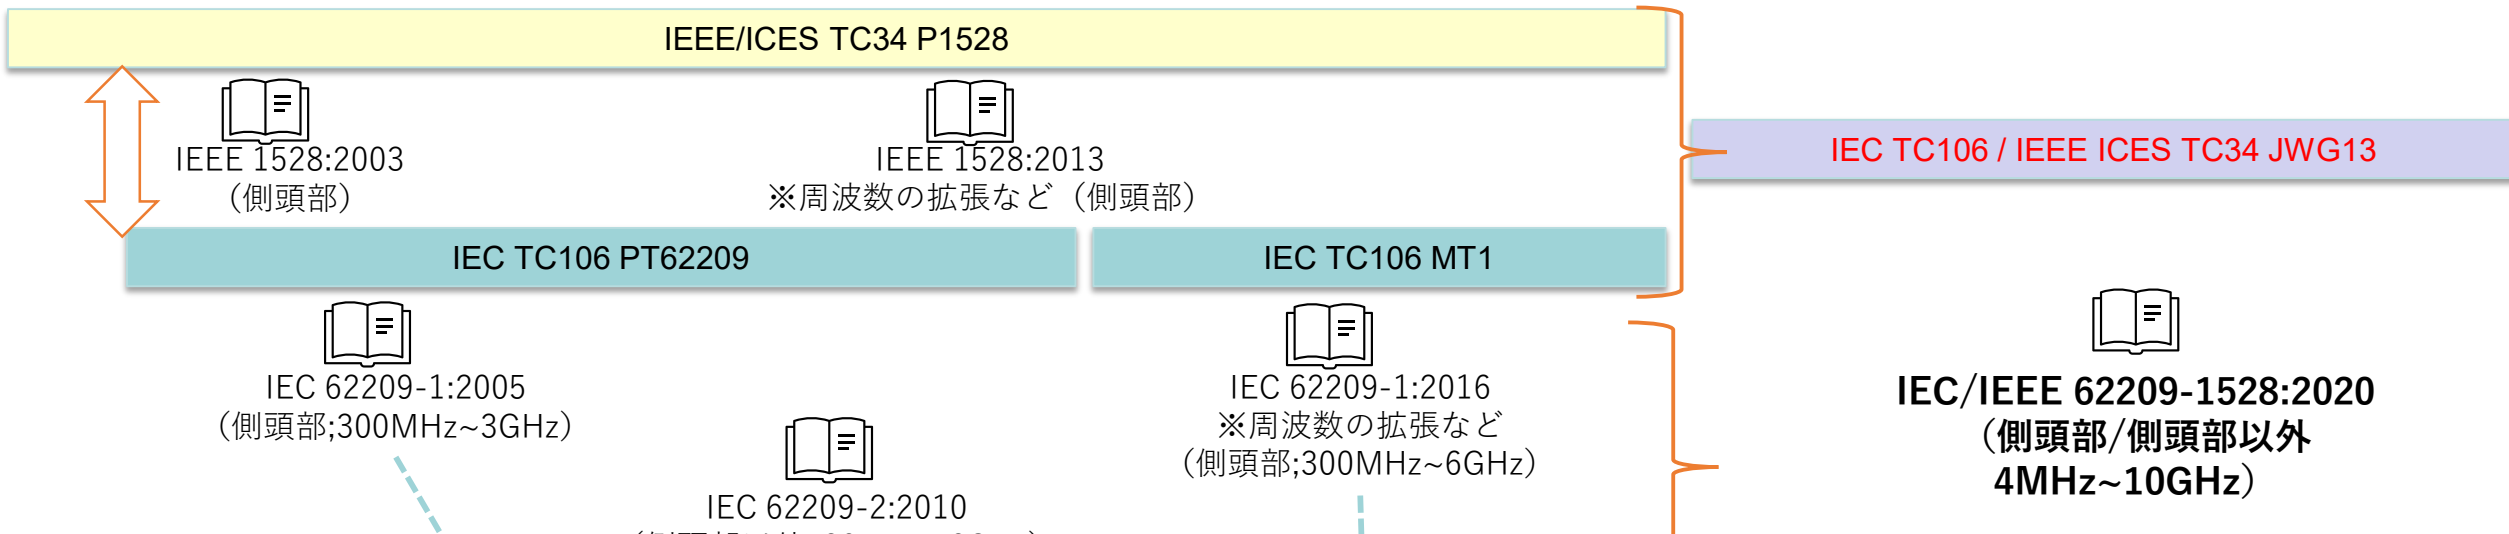 IEEE/ICES TC34 P1528
IEEE 1528:2003
（側頭部）
IEEE 1528:2013
※周波数の拡張など（側頭部）
IEC TC106 / IEEE ICES TC34 JWG13
IEC TC106 PT62209
IEC TC106 MT1
IEC 62209-1:2005
（側頭部;300MHz~3GHz）
IEC 62209-2:2010
IEC 62209-1:2016
※周波数の拡張など
（側頭部;300MHz~6GHz）
IEC/IEEE 62209-1528:2020
（側頭部/側頭部以外
4MHz~10GHz）